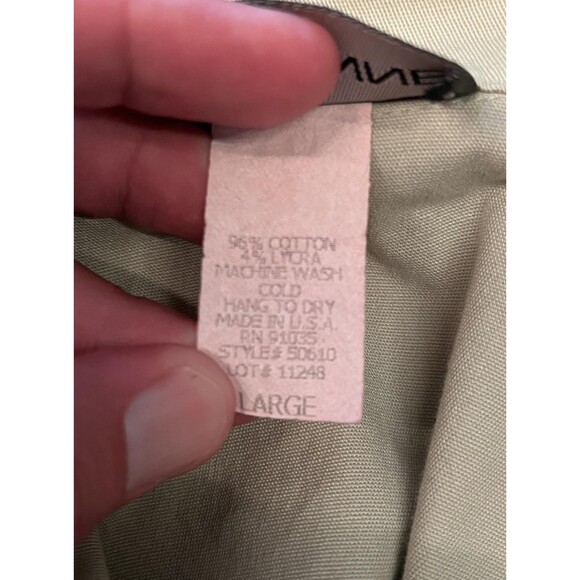 96% COTTON
4% LYCRA
MACHINE WASH
COLD
HANG TO DRY
MADE IN U.S.A.
RN 91035
STYLE# 50610
LOT# 11248
LARGE